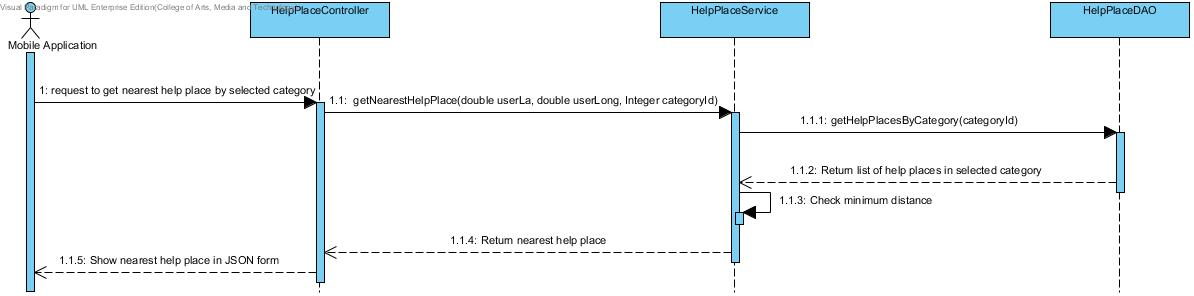 Visual Paradigm for UML Enterprise Edition(College of Arts, Media and
HelpPlaceController
HelpPlaceService
HelpPlaceDAO
Mobile Application
1: request to get nearest help place by selected category
1.1: getNearestHelpPlace(double userLa, double userLong, Integer categoryId)
1.1.1: getHelpPlacesByCategory(categoryId)
1.1.2: Return list of help places in selected category
1.1.3: Check minimum distance
1.1.4: Return nearest help place
1.1.5: Show nearest help place in JSON form